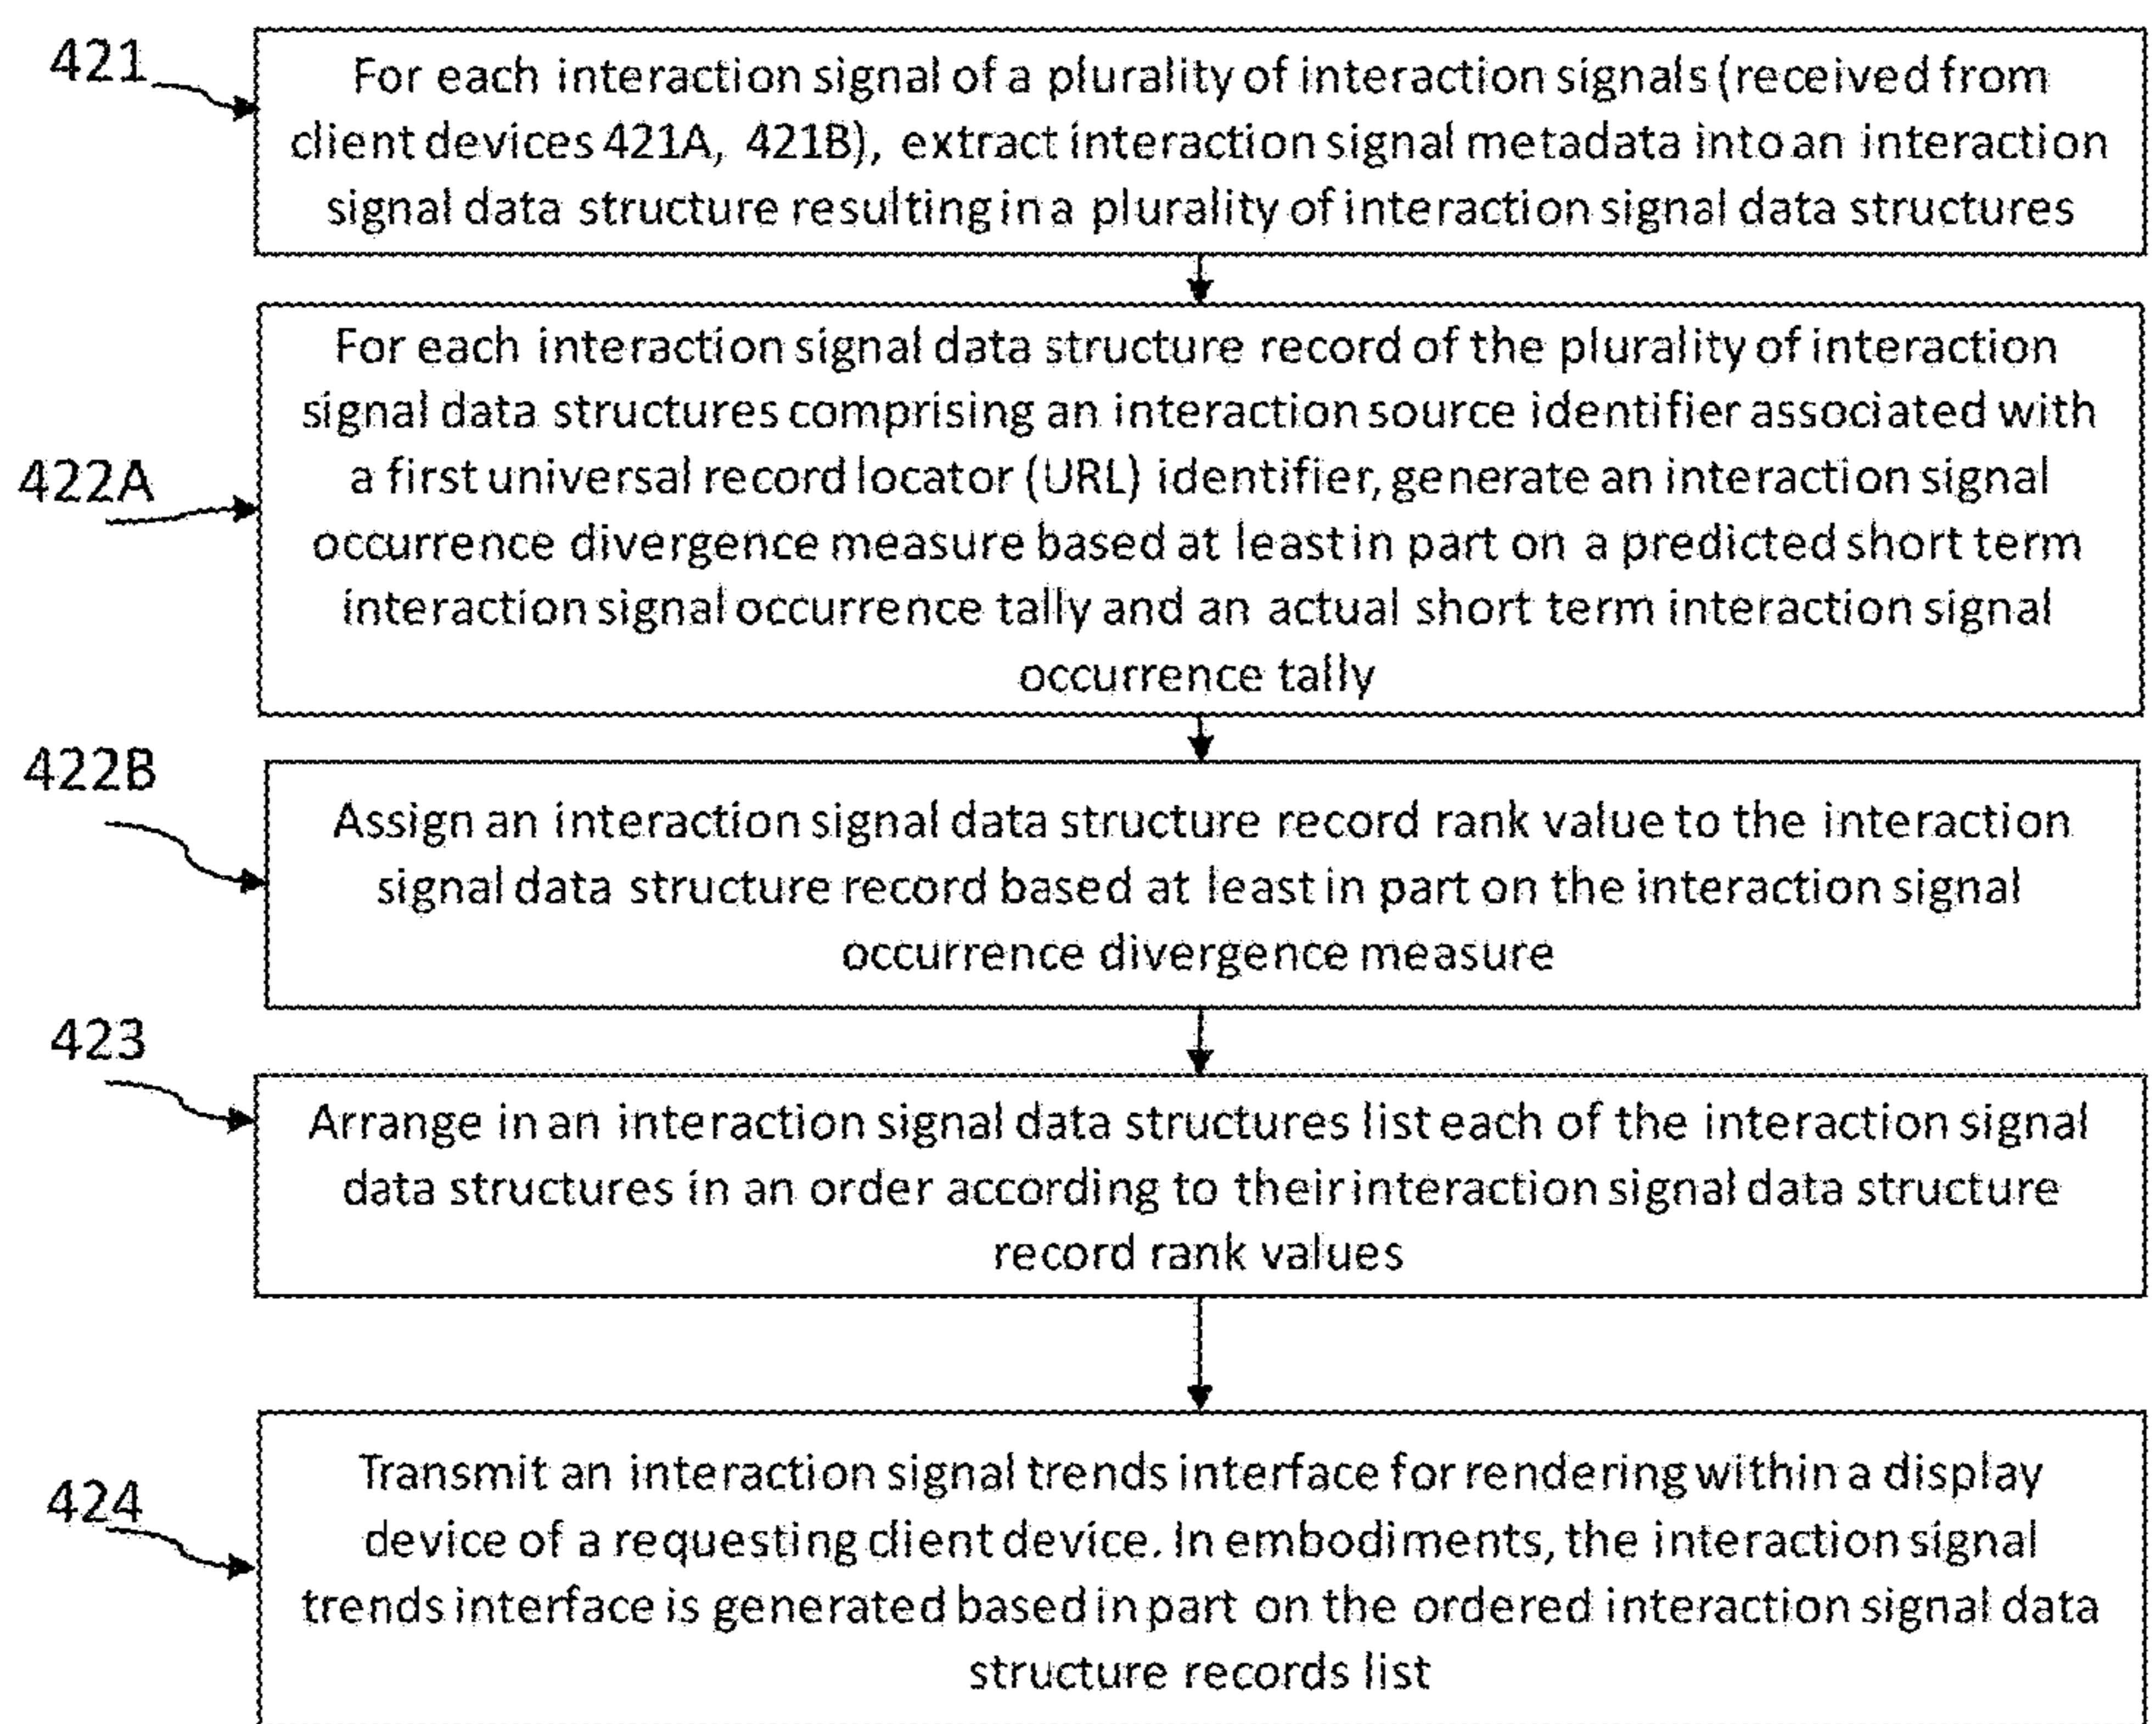 421
For each interaction signal of a plurality of interaction signals (received from
client devices 421A, 421B), extract interaction signal metadata into an interaction
signal data structure resulting in a plurality of interaction signal data structures
422A
For each interaction signal data structure record of the plurality of interaction
signal data structures comprising an interaction source identifier associated with
a first universal record locator (URL) identifier, generate an interaction signal
occurrence divergence measure based at least in part on a predicted short term
interaction signal occurrence tally and an actual short term interaction signal
occurrence tally
422B
Assign an interaction signal data structure record rank value to the interaction
signal data structure record based at least in part on the interaction signal
occurrence divergence measure
423
Arrange in an interaction signal data structures list each of the interaction signal
data structures in an order according to their interaction signal data structure
record rank values
424
Transmit an interaction signal trends interface for rendering within a display
device of a requesting client device. In embodiments, the interaction signal
trends interface is generated based in part on the ordered interaction signal data
structure records list